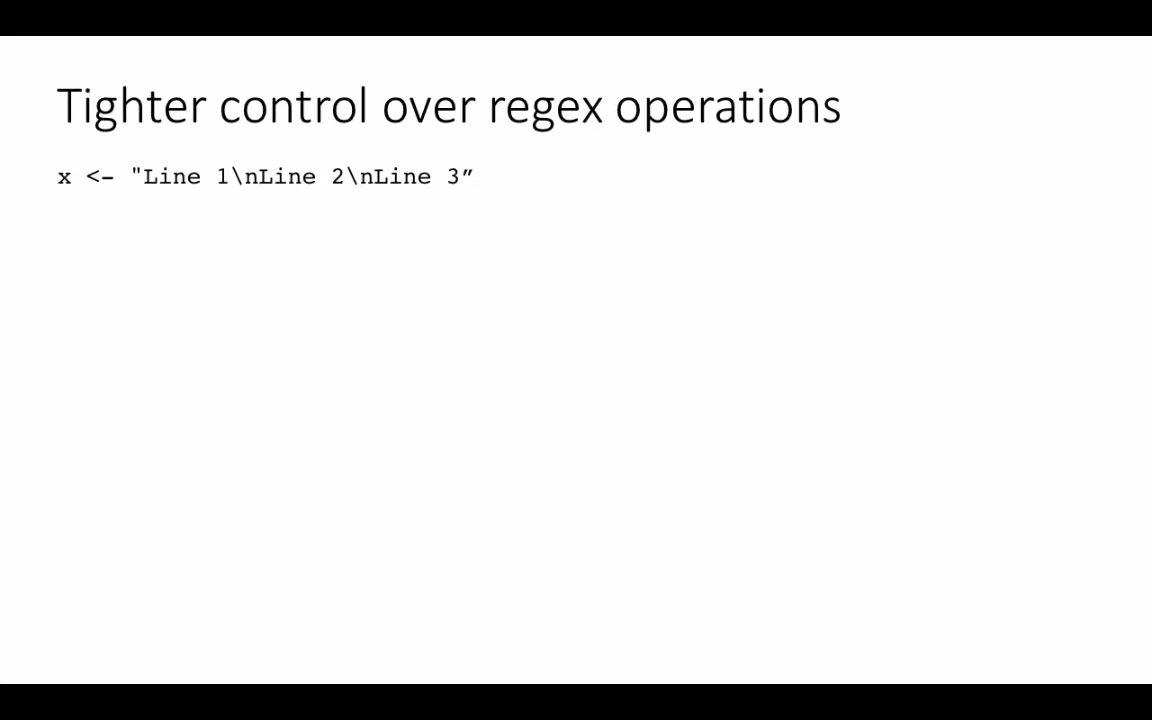 Tighter control over regex operations
x <- "Line 1\nLine 2\nLine 3”